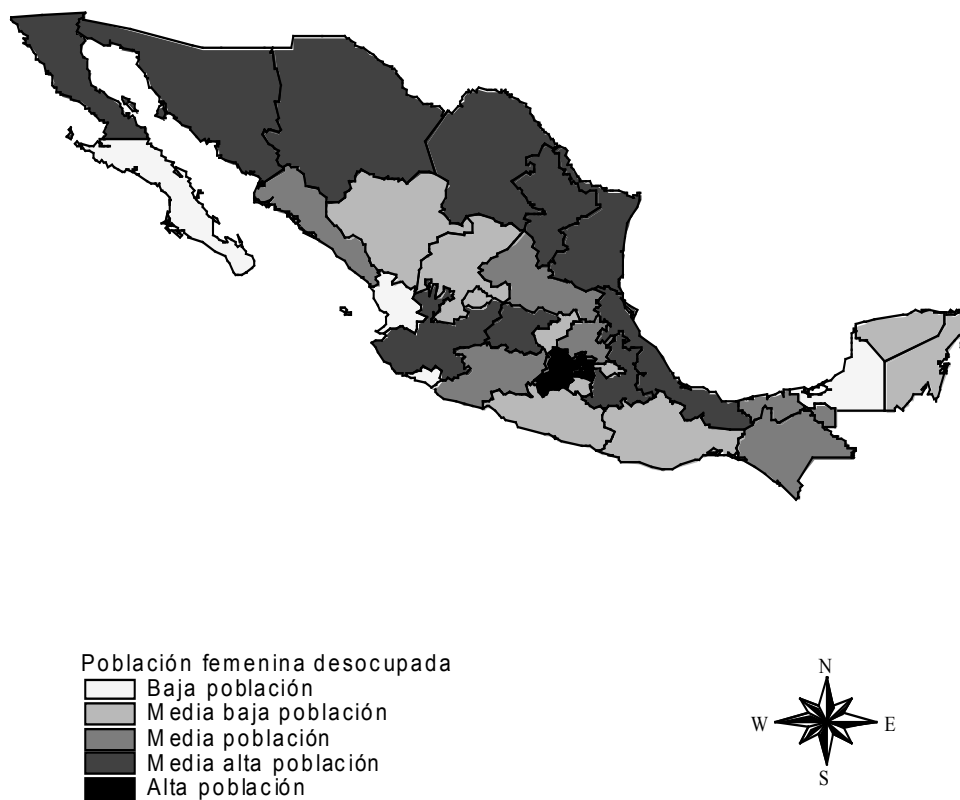 Población femenina desocupada
Baja población
Media baja población
Media población
Media alta población
Alta población
N
W E
S